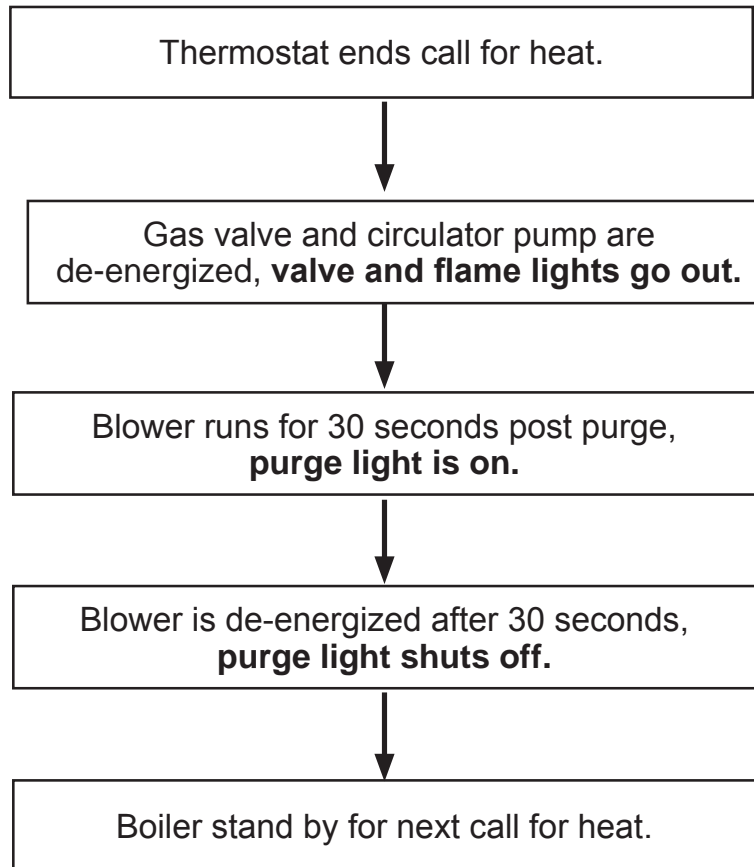 Thermostat ends call for heat.
Gas valve and circulator pump are
de-energized, valve and flame lights go out.
Blower runs for 30 seconds post purge,
purge light is on.
Blower is de-energized after 30 seconds,
purge light shuts off.
Boiler stand by for next call for heat.